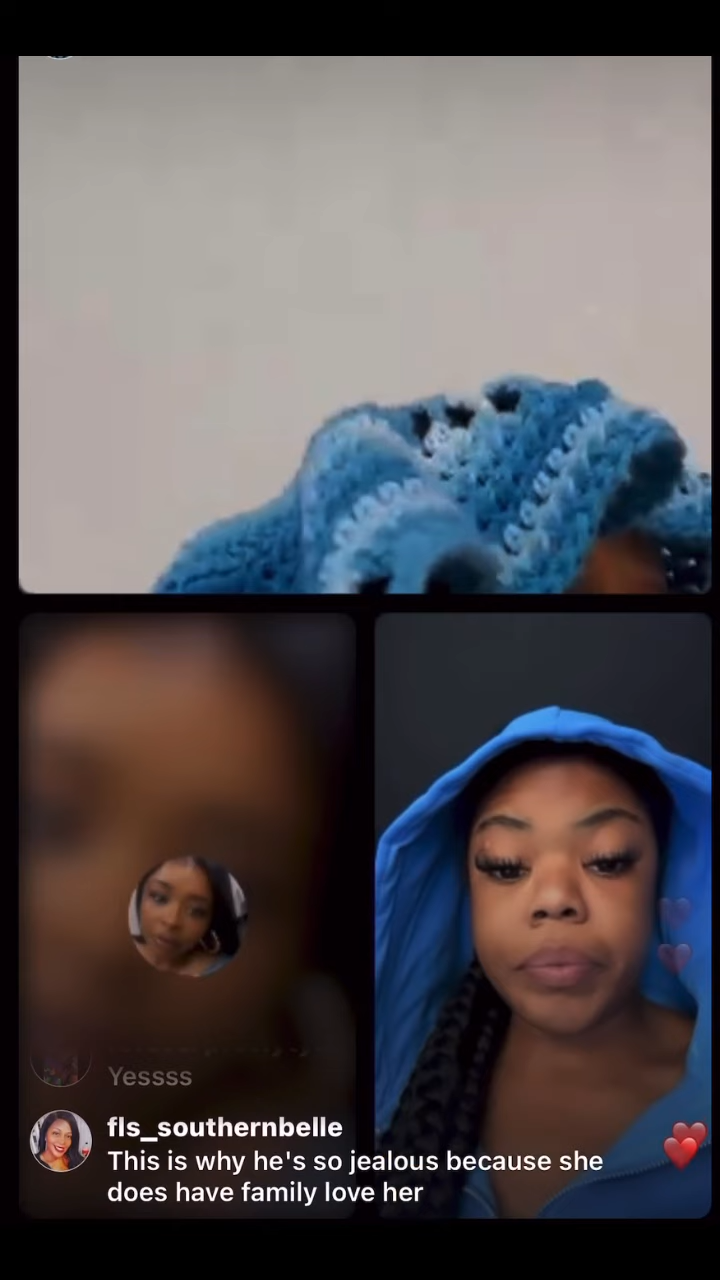 Yessss
fls_southernbelle
This is why he's so jealous because she
does have family love her